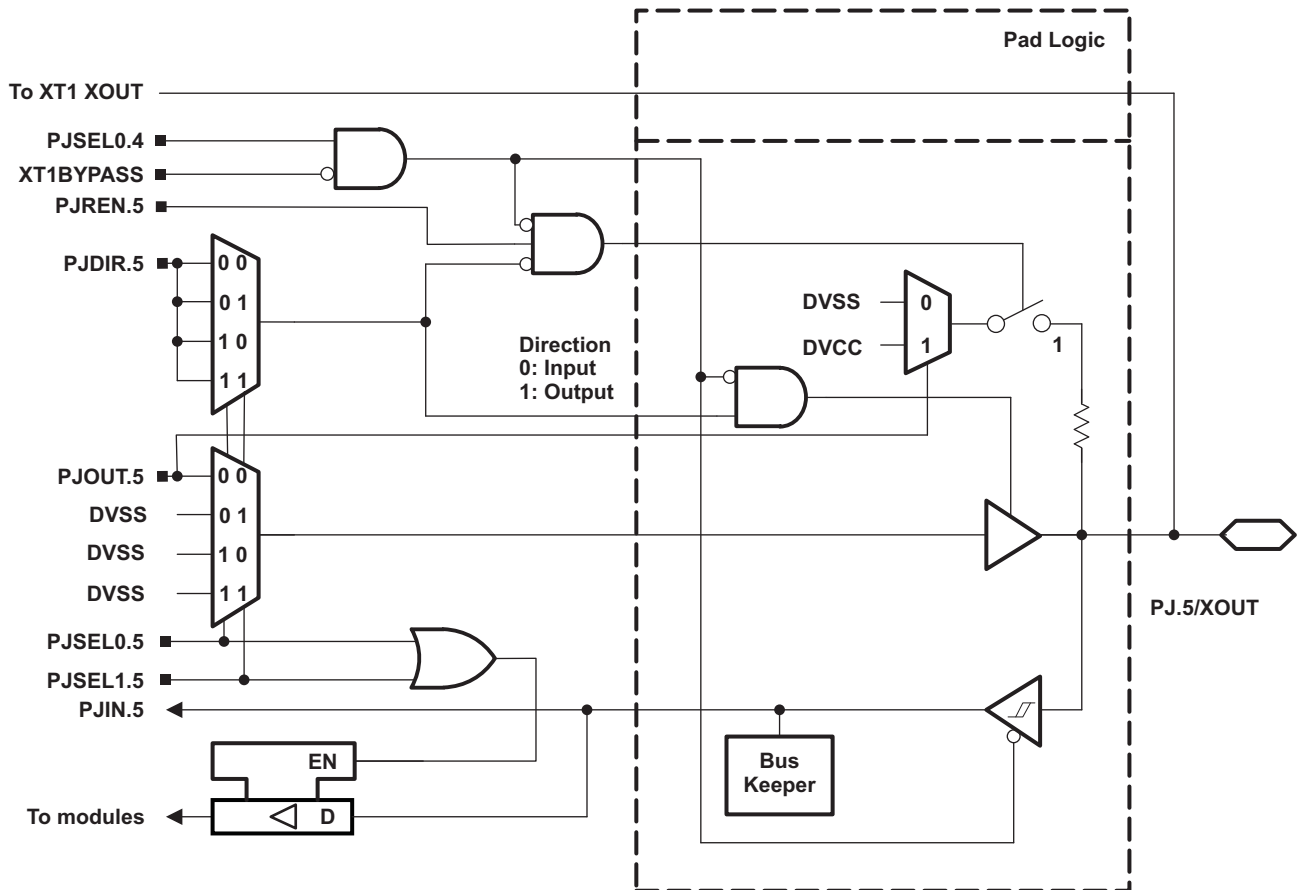 Pad Logic
To XT1 XOUT
PJSEL0.4
XT1BYPASS
PJREN.5
PJDIR.5
0 0
0 1
1 0
1 1
Direction
0: Input
1: Output
DVSS
0
DVCC
1
1
PJOUT.5
0 0
DVSS
0 1
DVSS
1 0
DVSS
1 1
PJ.5/XOUT
PJSEL0.5
PJSEL1.5
PJIN.5
Bus
Keeper
EN
To modules
D